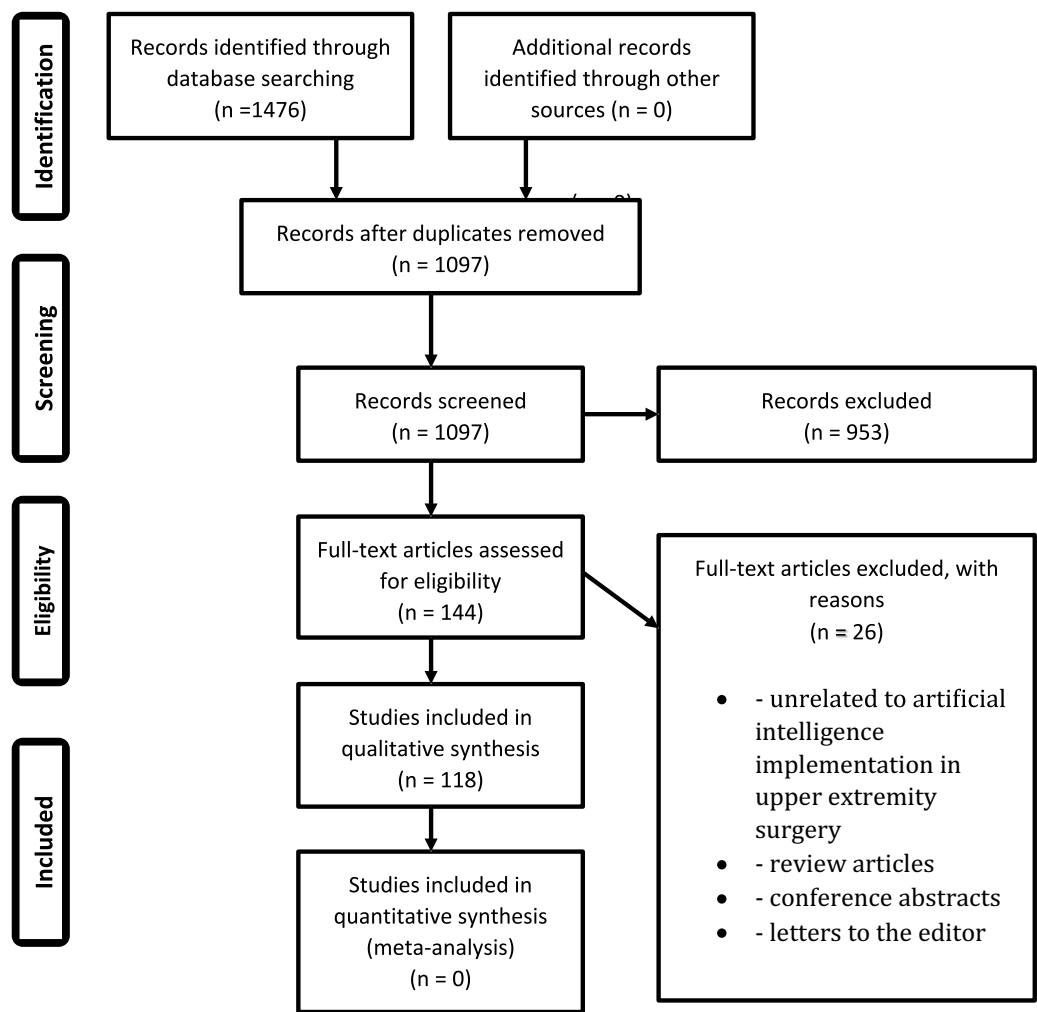 Identification
Records identified through
database searching
(n =1476)
Additional records
identified through other
sources (n = 0)
Records after duplicates removed
(n = 1097)
Screening
Records screened
(n = 1097)
Records excluded
(n = 953)
Eligibility
Full-text articles assessed
for eligibility
(n = 144)
Full-text articles excluded, with
reasons
(n = 26)
• - unrelated to artificial
intelligence
implementation in
upper extremity
surgery
• - review articles
• - conference abstracts
• - letters to the editor
Included
Studies included in
qualitative synthesis
(n = 118)
Studies included in
quantitative synthesis
(meta-analysis)
(n = 0)